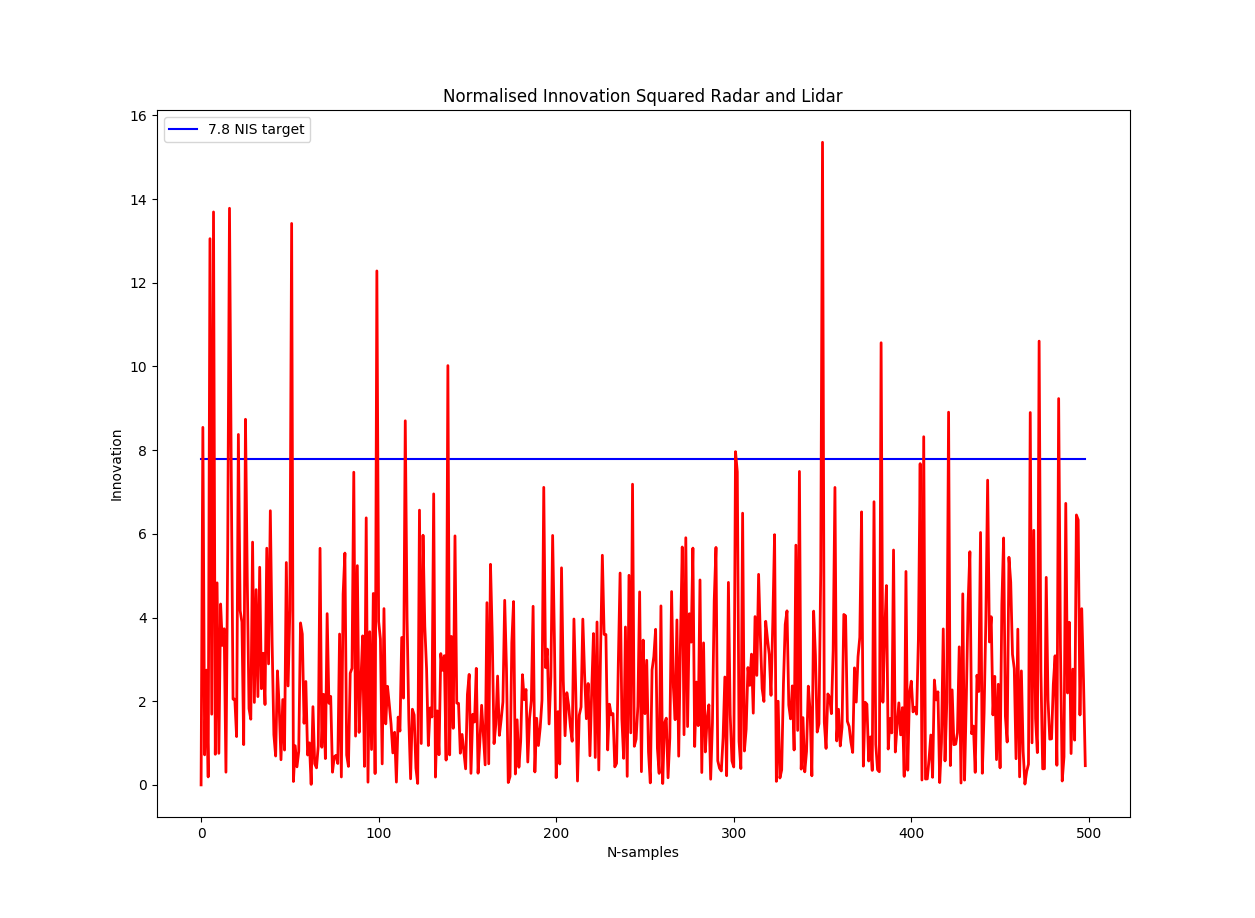 Normalised Innovation Squared Radar and Lidar
7.8 NIS target
16
14
12
10
8
6
4
2
0
Innovation
0 100 200 300 400 500
N-samples